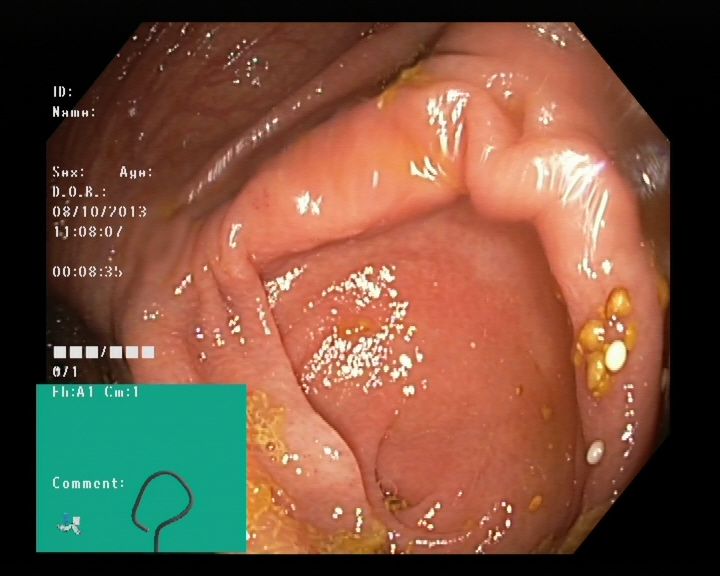 ID:
Name:
Sex: Age:
D.O.B.:
08/10/2013
11:08:07
00:08:35
/
0/1
Eh:A1 Cm:1
Comment: